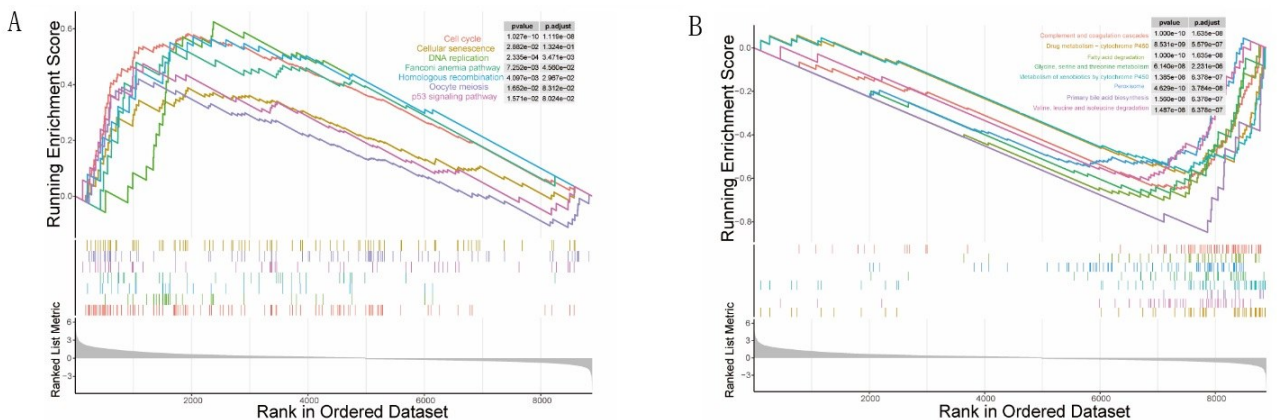 A
Running Enrichment Score
0.6
0.4
0.2
0.0
pvalue p.adjust
Cell cycle 1.027e-10 1.118e-08
Cellular senescence 2.882e-02 1.324e-01
DNA replication 2.335e-04 3.471e-03
Fanconi anemia pathway 7.252e-03 4.560e-02
Homologous recombination 4.097e-03 2.967e-02
Oocyte meiosis 1.652e-02 8.312e-02
p53 signaling pathway 1.571e-02 8.024e-02
Ranked List Metric
6
3
0
−3
2000 4000 6000 8000
Rank in Ordered Dataset
B
Running Enrichment Score
0.0
−0.2
−0.4
−0.6
−0.8
pvalue p.adjust
Complement and coagulation cascades 1.000e-10 1.635e-08
Drug metabolism − cytochrome P450 8.531e-09 5.579e-07
Fatty acid degradation 1.000e-10 1.635e-08
Glycine, serine and threonine metabolism 6.140e-08 2.231e-06
Metabolism of xenobiotics by cytochrome P450 1.365e-08 6.378e-07
Peroxisome 4.629e-10 3.784e-08
Primary bile acid biosynthesis 1.560e-08 6.378e-07
Valine, leucine and isoleucine degradation 1.487e-08 6.378e-07
Ranked List Metric
6
3
0
−3
2000 4000 6000 8000
Rank in Ordered Dataset